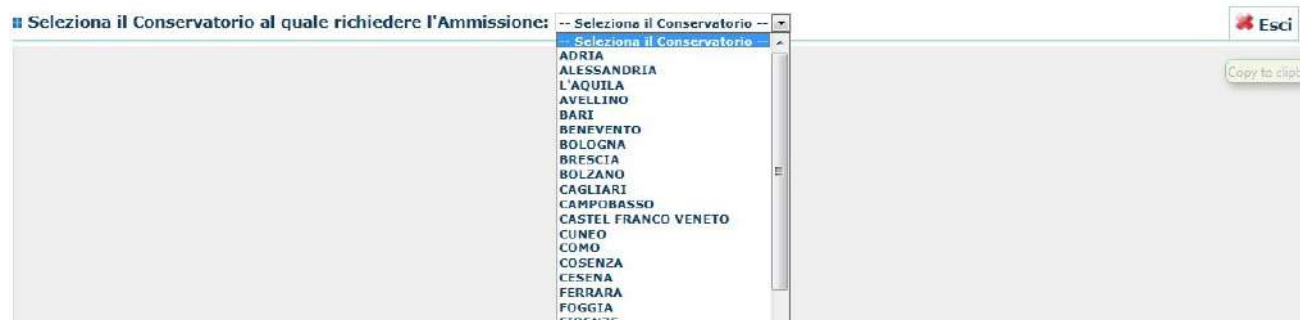 Seleziona il Conservatorio al quale richiedere l'Ammissione: -- Seleziona il Conservatorio -- Esci
-- Seleziona il Conservatorio --
ADRIA
ALESSANDRIA
L'AQUILA
AVELLINO
BARI
BENEVENTO
BOLOGNA
BRESCIA
BOLZANO
CAGLIARI
CAMPOBASSO
CASTEL FRANCO VENETO
CUNEO
COMO
COSENZA
CESENA
FERRARA
FOGGIA
FIRENZE
Copy to clipb